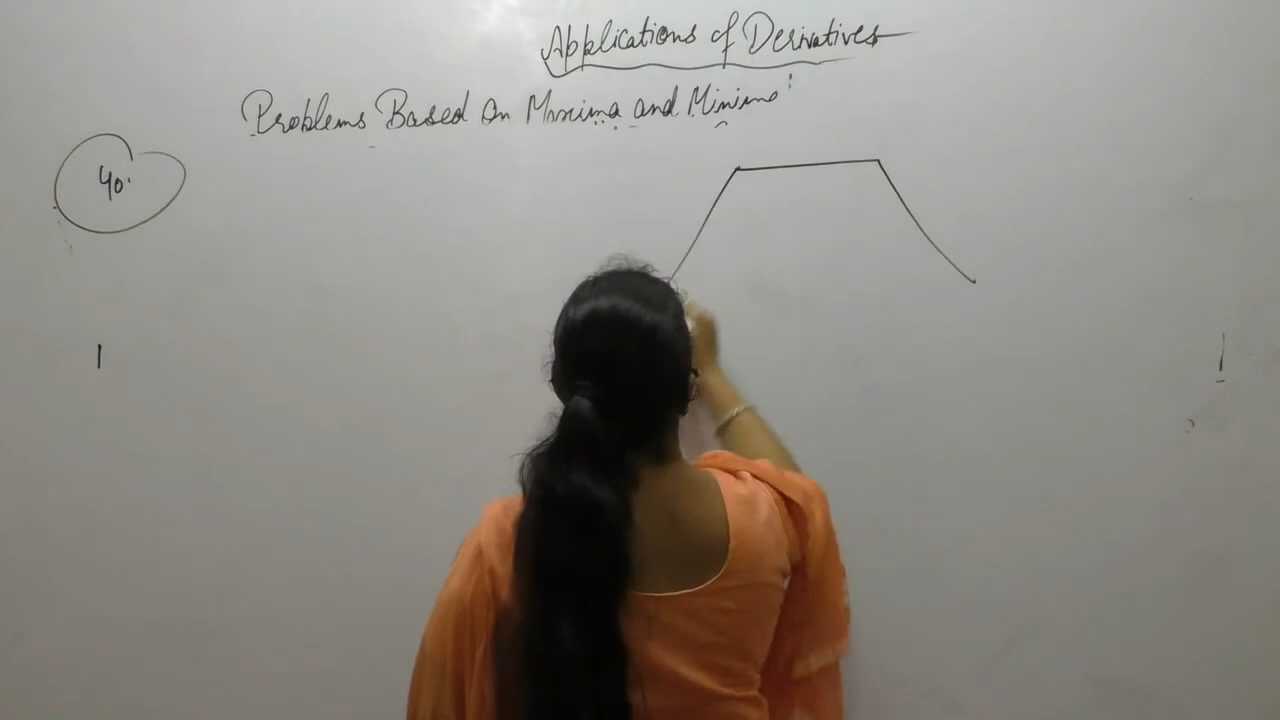 Applications of Derivatives
Problems Based On Maxima and Minima
40.